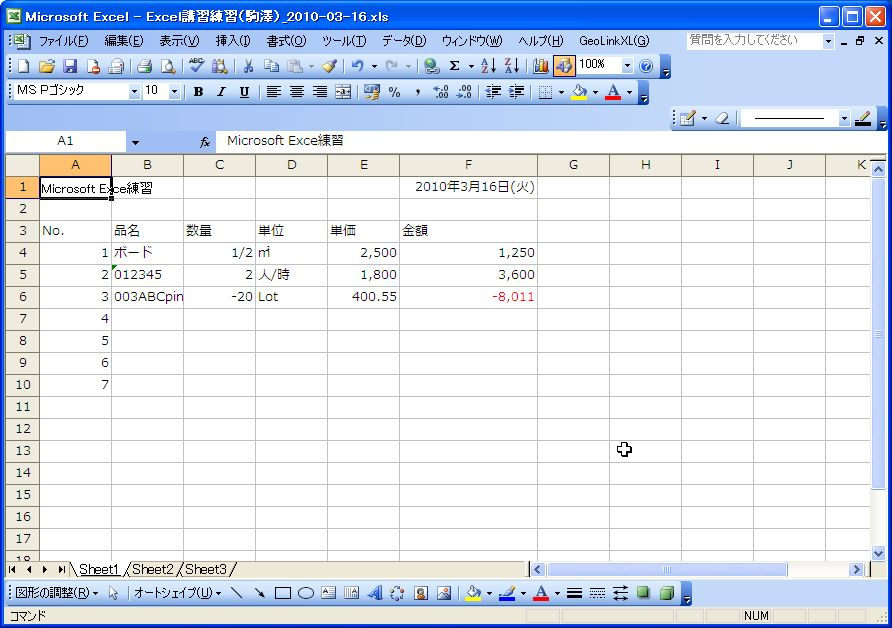 Microsoft Excel - Excel講習練習(駒澤)_2010-03-16.xls
ファイル(F) 編集(E) 表示(V) 挿入(I) 書式(O) ツール(T) データ(D) ウィンドウ(W) ヘルプ(H) GeoLinkXL(G) 質問を入力してください
100%
MS Pゴシック 10 B I U
A1 fx Microsoft Exce練習
A B C D E F G H I J K
1 Microsoft Exce練習 2010年3月16日(火)
2
3 No. 品名 数量 単位 単価 金額
4 1 ボード 1/2 ㎡ 2,500 1,250
5 2 012345 2 人/時 1,800 3,600
6 3 003ABCpin -20 Lot 400.55 -8,011
7 4
8 5
9 6
10 7
11
12
13
14
15
16
17
18
Sheet1 Sheet2 Sheet3
図形の調整(R) オートシェイプ(U)
コマンド NUM